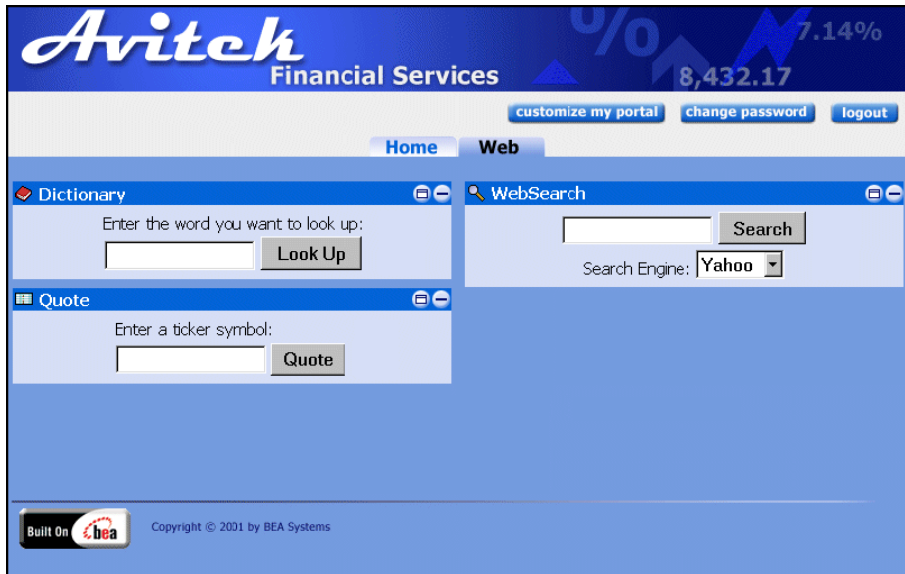 Avitek
Financial Services
%
7.14%
8,432.17
customize my portal change password logout
Home Web
Dictionary
Enter the word you want to look up:
Look Up
Quote
Enter a ticker symbol:
Quote
WebSearch
Search
Search Engine: Yahoo
Built On bea
Copyright © 2001 by BEA Systems